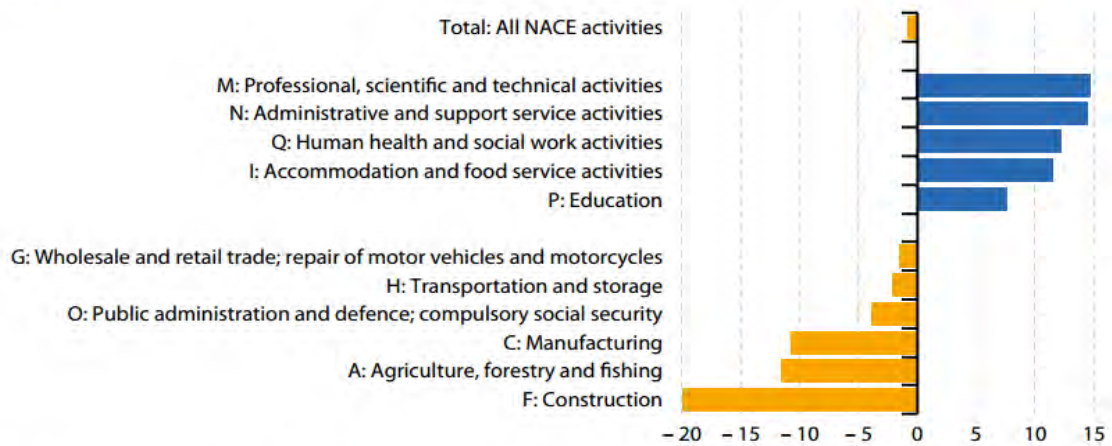 Total: All NACE activities
M: Professional, scientific and technical activities
N: Administrative and support service activities
Q: Human health and social work activities
I: Accommodation and food service activities
P: Education
G: Wholesale and retail trade; repair of motor vehicles and motorcycles
H: Transportation and storage
O: Public administration and defence; compulsory social security
C: Manufacturing
A: Agriculture, forestry and fishing
F: Construction
– 20 – 15 – 10 – 5 0 5 10 15